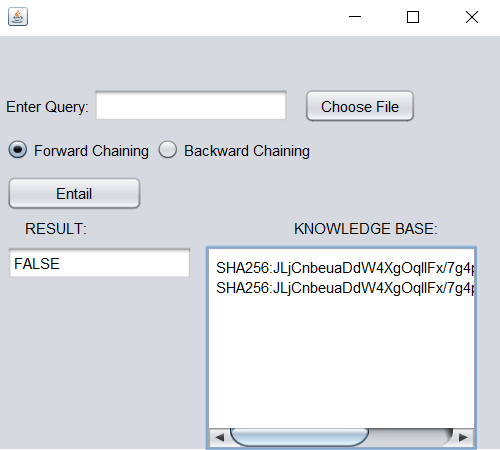 Enter Query:
Choose File
Forward Chaining
Backward Chaining
Entail
RESULT:
KNOWLEDGE BASE:
FALSE
SHA256:JLjCnbeuaDdW4XgOqllFx/7g4p
SHA256:JLjCnbeuaDdW4XgOqllFx/7g4p